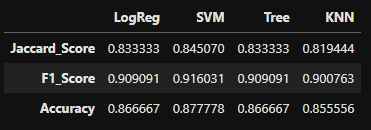 LogReg SVM Tree KNN
Jaccard_Score 0.833333 0.845070 0.833333 0.819444
F1_Score 0.909091 0.916031 0.909091 0.900763
Accuracy 0.866667 0.877778 0.866667 0.855556